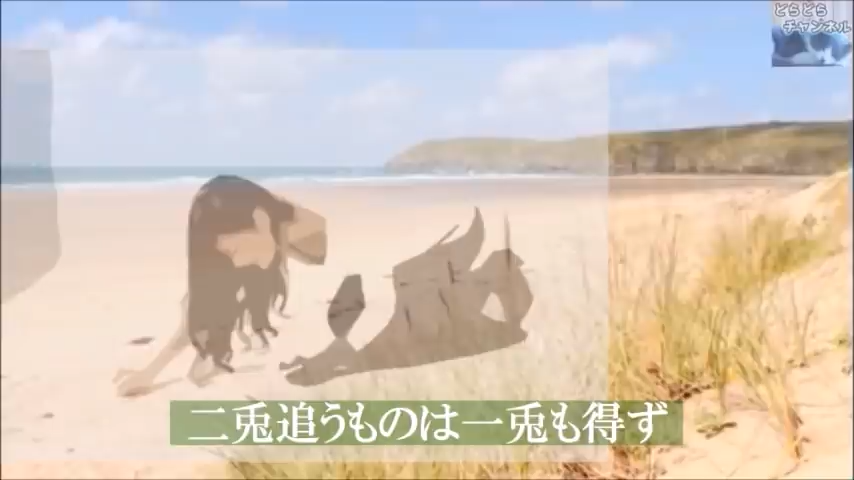 どらどら
チャンネル
二兎追うものは一兎も得ず